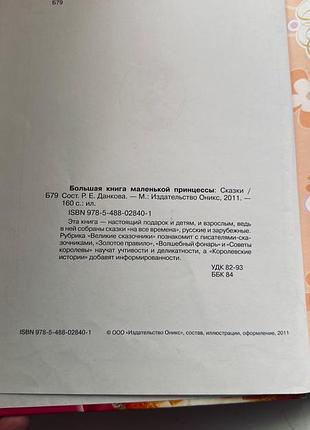 Б79
Большая книга маленькой принцессы: Сказки /
Б79 Сост. Р. Е. Данкова. — М.: Издательство Оникс, 2011. —
160 с.: ил.
ISBN 978-5-488-02840-1
Эта книга — настоящий подарок и детям, и взрослым, ведь
в ней собраны сказки «на все времена», русские и зарубежные.
Рубрика «Великие сказочники» познакомит с писателями-ска-
зочниками, «Золотое правило», «Волшебный фонарь» и «Советы
королевы» научат учтивости и деликатности, а «Королевские
истории» добавят информированности.
УДК 82-93
ББК 84
ISBN 978-5-488-02840-1
© ООО «Издательство Оникс», состав, иллюстрации, оформление, 2011